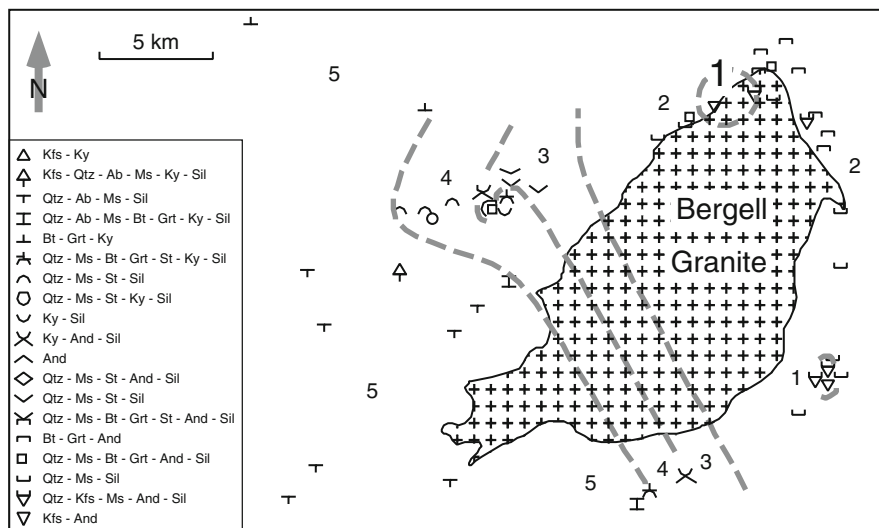 5 km
N
Kfs - Ky
Kfs - Qtz - Ab - Ms - Ky - Sil
Qtz - Ab - Ms - Sil
Qtz - Ab - Ms - Bt - Grt - Ky - Sil
Bt - Grt - Ky
Qtz - Ms - Bt - Grt - St - Ky - Sil
Qtz - Ms - St - Sil
Qtz - Ms - St - Ky - Sil
Ky - Sil
Ky - And - Sil
And
Qtz - Ms - St - And - Sil
Qtz - Ms - St - Sil
Qtz - Ms - Bt - Grt - St - And - Sil
Bt - Grt - And
Qtz - Ms - Bt - Grt - And - Sil
Qtz - Ms - Sil
Qtz - Kfs - Ms - And - Sil
Kfs - And
5
1
2
3
4
2
Bergell
Granite
1
5
5
4
3